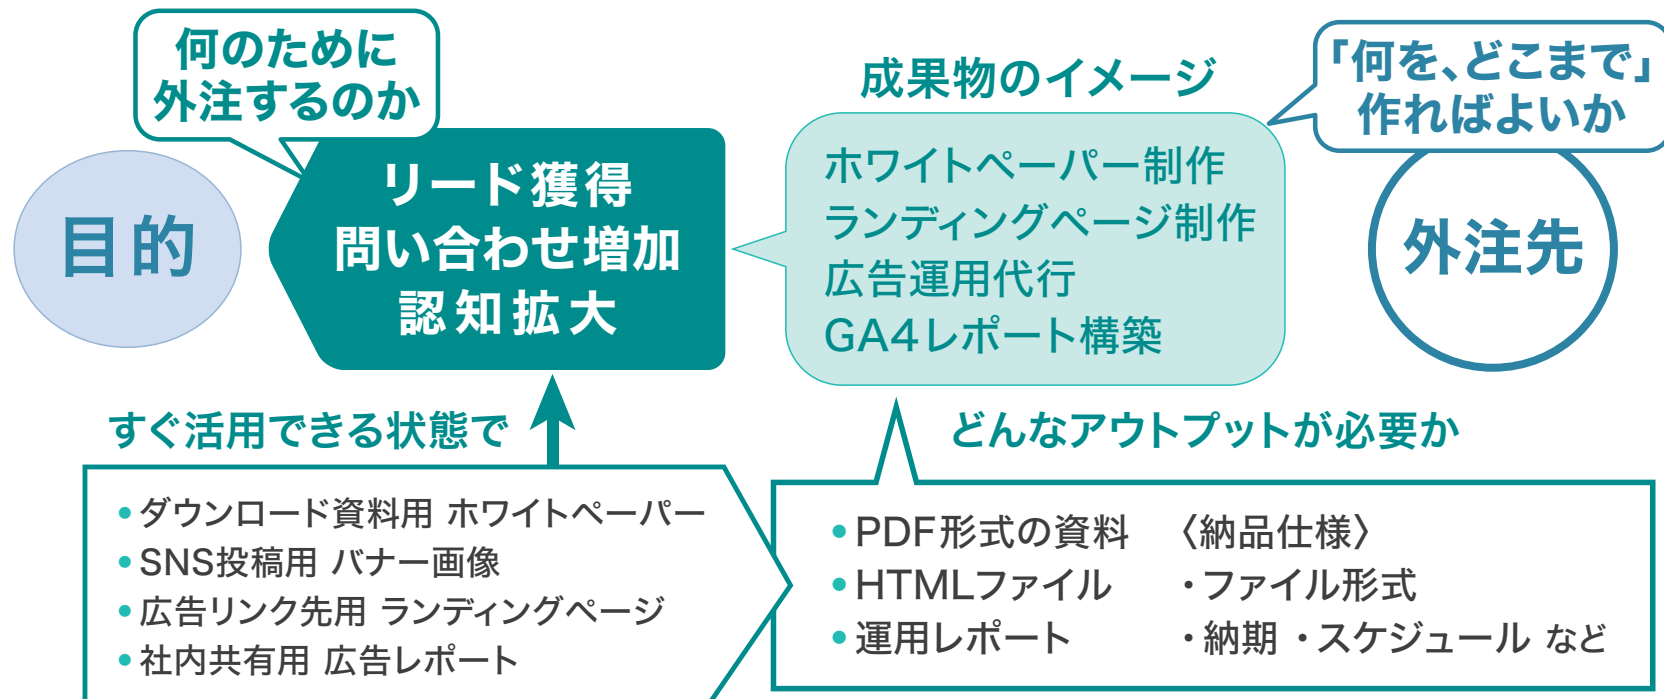 何のために
外注するのか
目的
リード獲得
問い合わせ増加
認知拡大
成果物のイメージ
ホワイトペーパー制作
ランディングページ制作
広告運用代行
GA4レポート構築
「何を、どこまで」
作ればよいか
外注先
すぐ活用できる状態で
•ダウンロード資料用 ホワイトペーパー
•SNS投稿用 バナー画像
•広告リンク先用 ランディングページ
•社内共有用 広告レポート
どんなアウトプットが必要か
•PDF形式の資料
•HTMLファイル
•運用レポート
〈納品仕様〉
・ファイル形式
・納期 ・スケジュール など